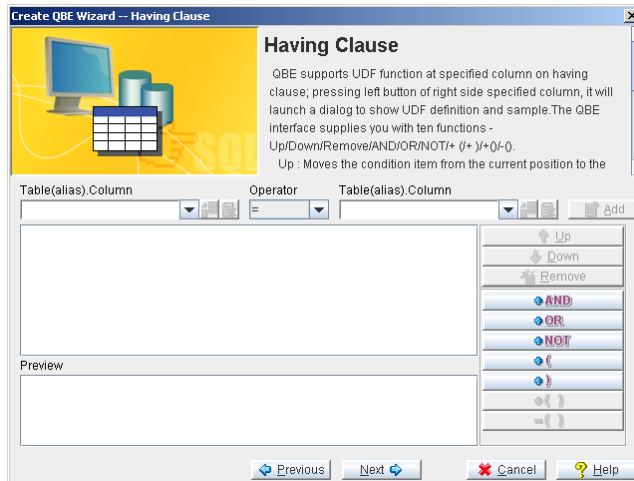 Create QBE Wizard -- Having Clause
Having Clause
QBE supports UDF function at specified column on having
clause; pressing left button of right side specified column, it will
launch a dialog to show UDF definition and sample.The QBE
interface supplies you with ten functions -
Up/Down/Remove/AND/OR/NOT/+ (/+ )/+()/-().
Up : Moves the condition item from the current position to the
SQL
Table(alias).Column Operator Table(alias).Column
= Add
Up
Down
Remove
AND
OR
NOT
(
)
( )
( )
Preview
Previous Next Cancel Help